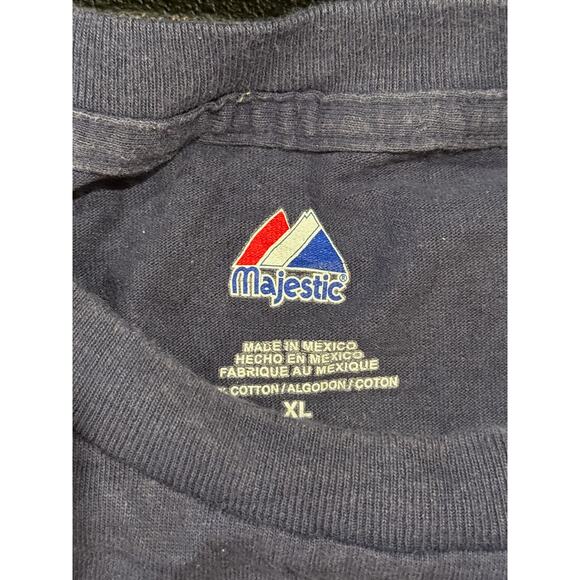 majestic®
MADE IN MEXICO
HECHO EN MEXICO
FABRIQUE AU MEXIQUE
% COTTON/ALGODON/COTON
XL